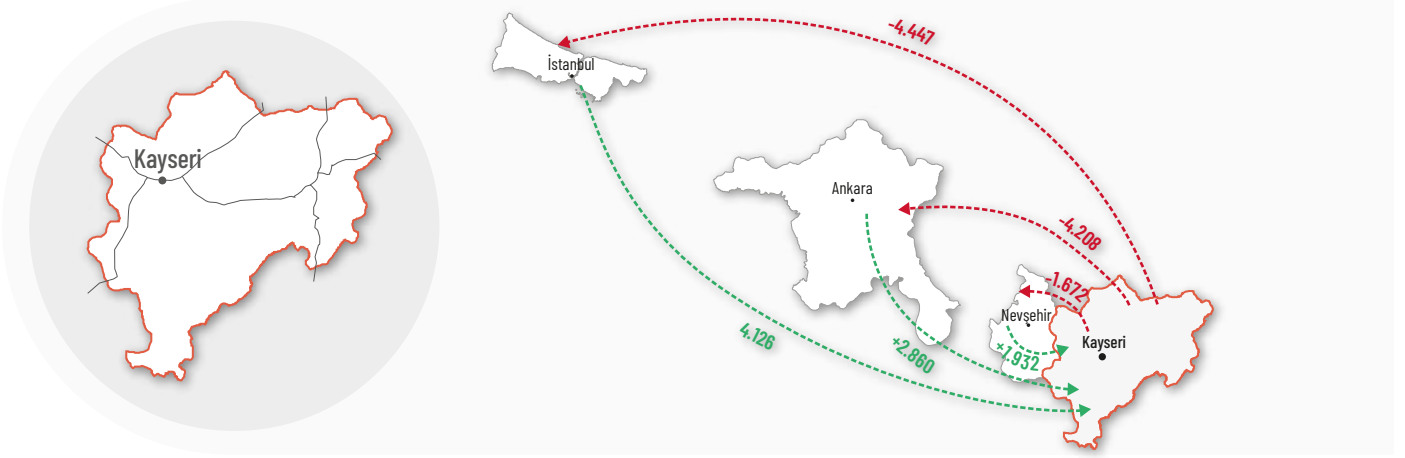 Kayseri
-4.447
İstanbul
Ankara
-4.208
-1.672
Nevşehir
4.126
+2.860
+1.932
Kayseri